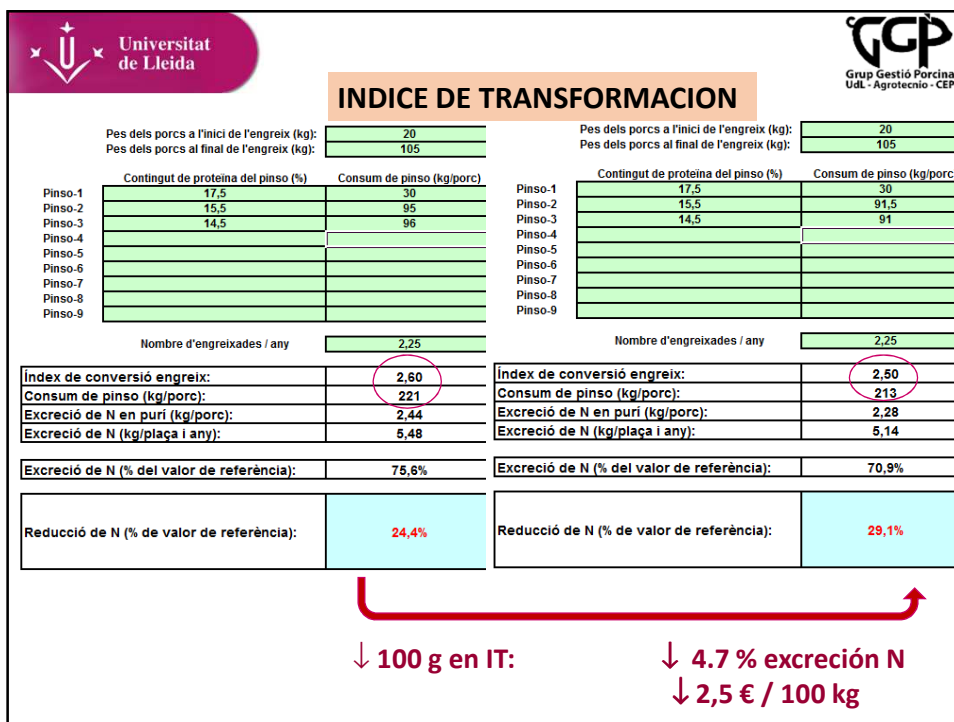 Universitat
de Lleida
GGP
Grup Gestió Porcina
UdL - Agrotecnio - CEP
INDICE DE TRANSFORMACION
Pes dels porcs a l'inici de l'engreix (kg): 20
Pes dels porcs al final de l'engreix (kg): 105
Contingut de proteïna del pinso (%) Consum de pinso (kg/porc)
Pinso-1 17,5 30
Pinso-2 15,5 95
Pinso-3 14,5 96
Pinso-4
Pinso-5
Pinso-6
Pinso-7
Pinso-8
Pinso-9
Nombre d'engreixades / any 2,25
Índex de conversió engreix: 2,60
Consum de pinso (kg/porc): 221
Excreció de N en purí (kg/porc): 2,44
Excreció de N (kg/plaça i any): 5,48
Excreció de N (% del valor de referència): 75,6%
Reducció de N (% de valor de referència): 24,4%
Pes dels porcs a l'inici de l'engreix (kg): 20
Pes dels porcs al final de l'engreix (kg): 105
Contingut de proteïna del pinso (%) Consum de pinso (kg/porc
Pinso-1 17,5 30
Pinso-2 15,5 91,5
Pinso-3 14,5 91
Pinso-4
Pinso-5
Pinso-6
Pinso-7
Pinso-8
Pinso-9
Nombre d'engreixades / any 2,25
Índex de conversió engreix: 2,50
Consum de pinso (kg/porc): 213
Excreció de N en purí (kg/porc): 2,28
Excreció de N (kg/plaça i any): 5,14
Excreció de N (% del valor de referència): 70,9%
Reducció de N (% de valor de referència): 29,1%
↓ 100 g en IT:
↓ 4.7 % excreción N
↓ 2,5 € / 100 kg